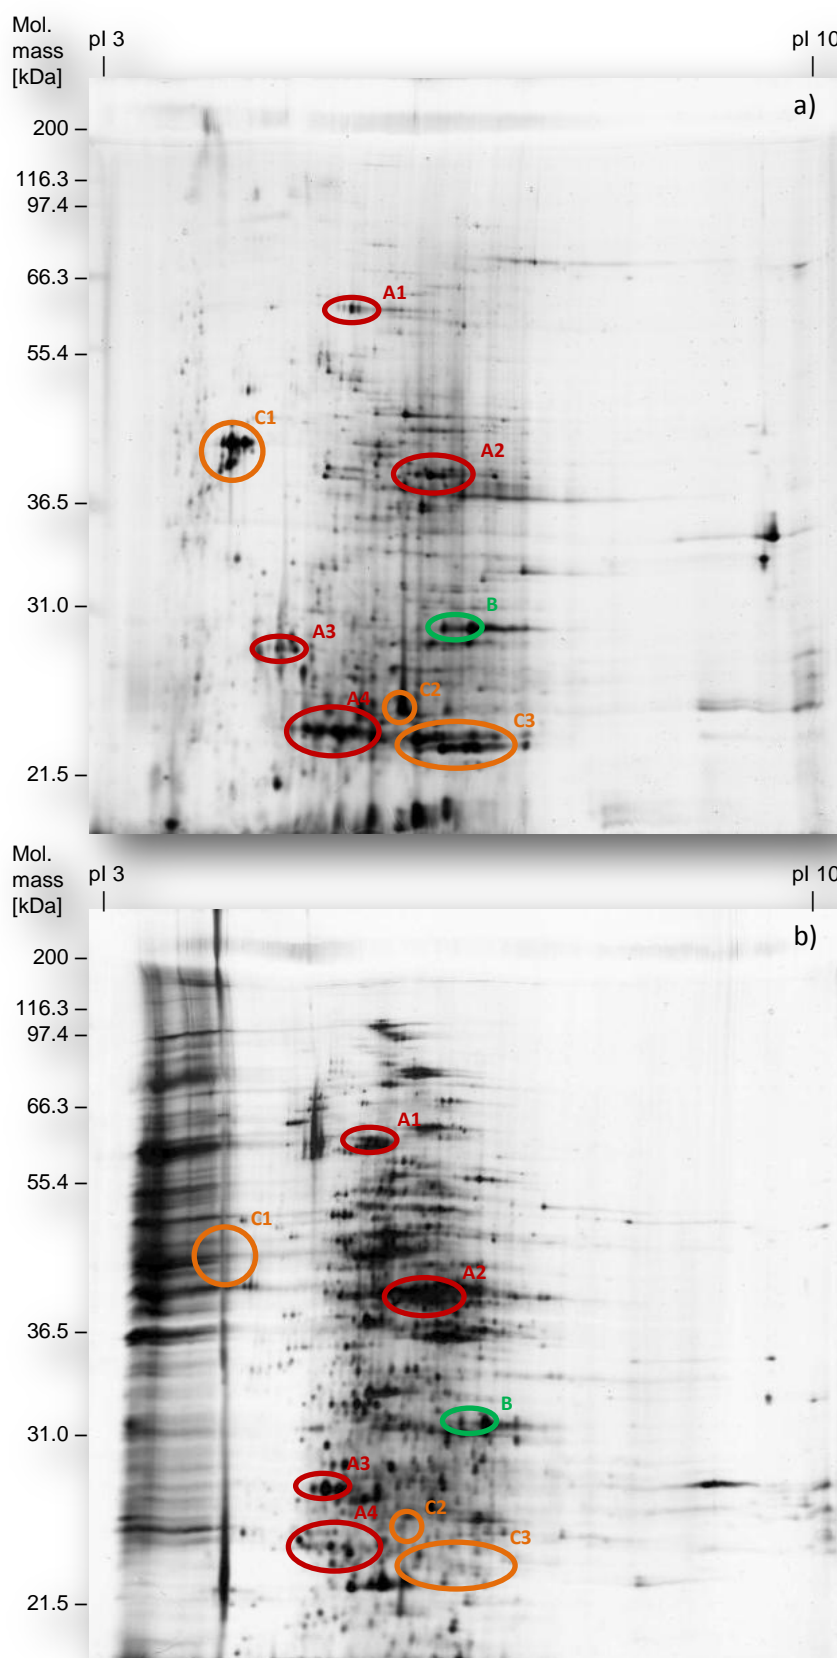 Mol.
mass
[kDa]
pI 3
pI 10
a)
200
116.3
97.4
66.3
A1
55.4
C1
A2
36.5
31.0
B
A3
C2
A4
C3
21.5
Mol.
mass
[kDa]
pI 3
pI 10
b)
200
116.3
97.4
66.3
A1
55.4
C1
A2
36.5
B
31.0
A3
C2
A4
C3
21.5